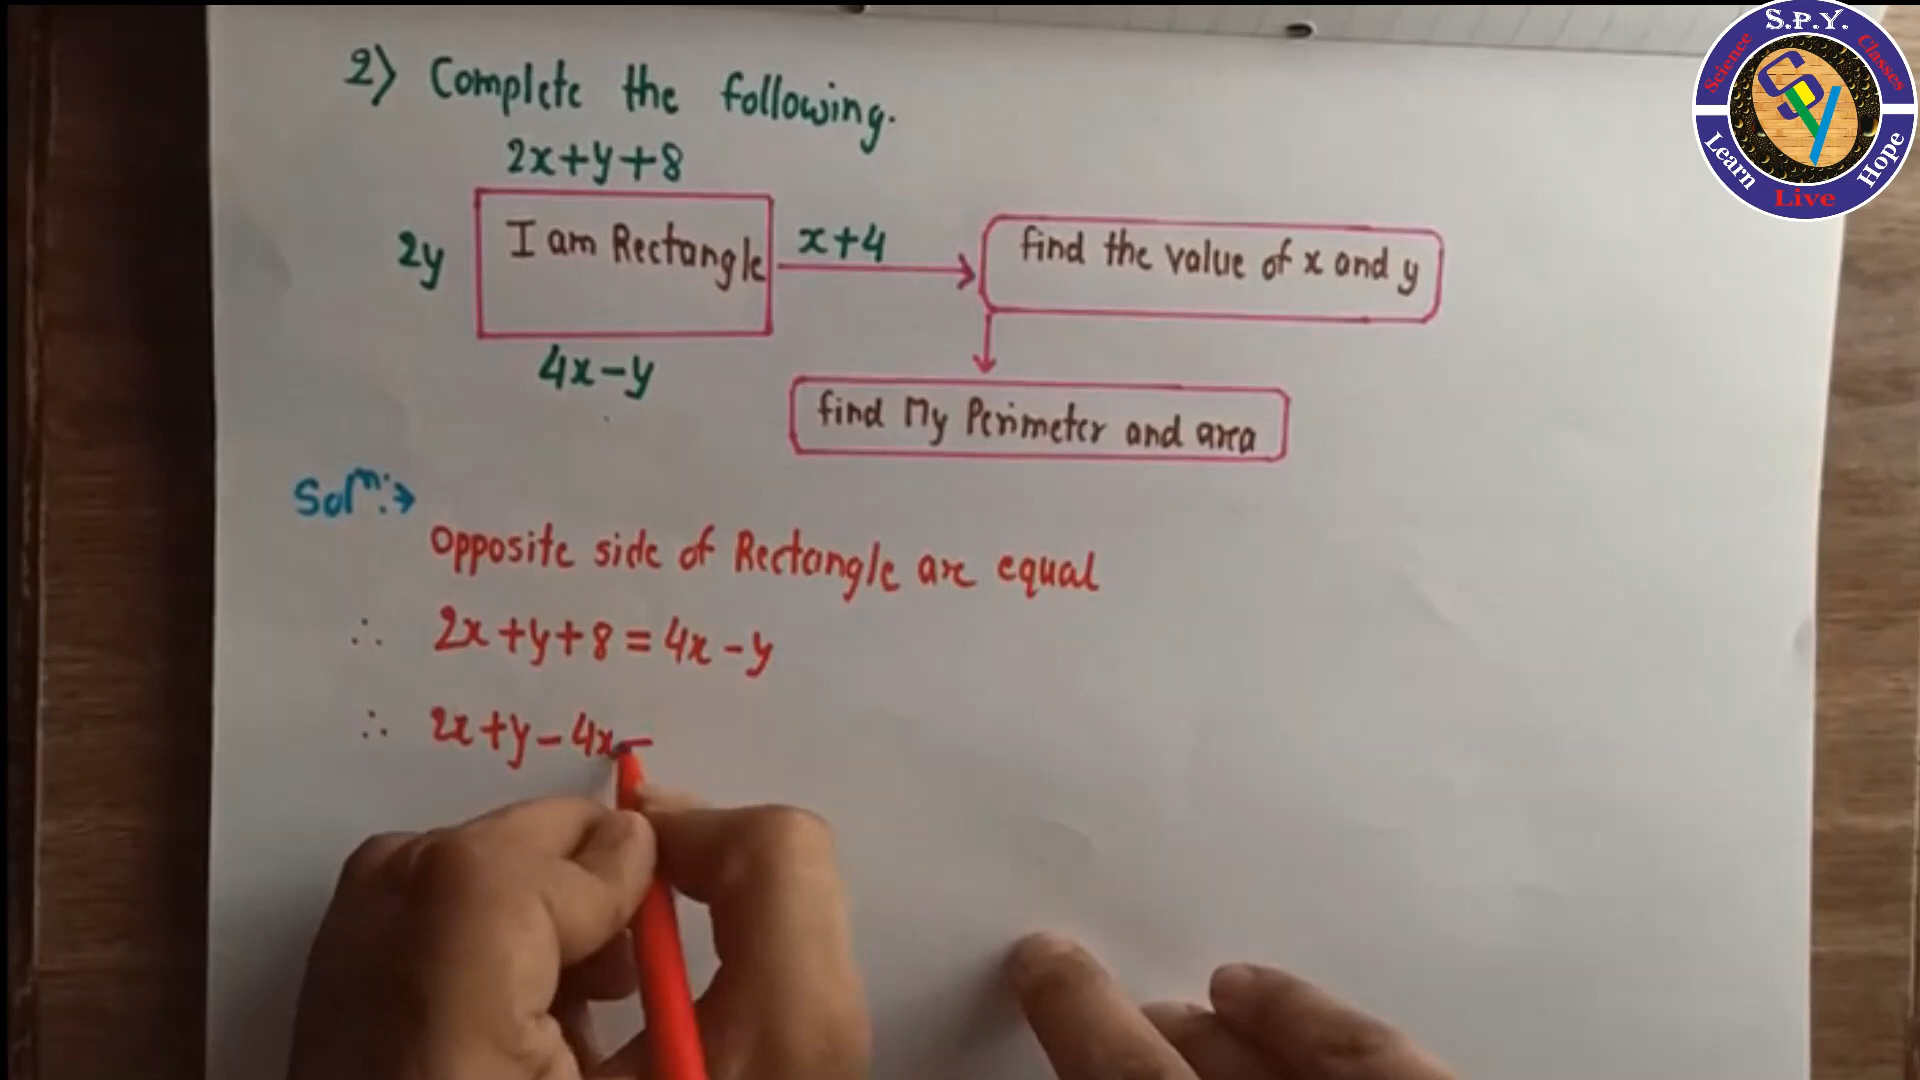 S.P.Y.
Science Classes
Learn Live Hope
2) Complete the following.
2x+y+8
2y
I am Rectangle
x+4
find the value of x and y
4x-y
find My Perimeter and area
Solⁿ:→
Opposite side of Rectangle are equal
∴ 2x+y+8=4x-y
∴ 2x+y-4x-